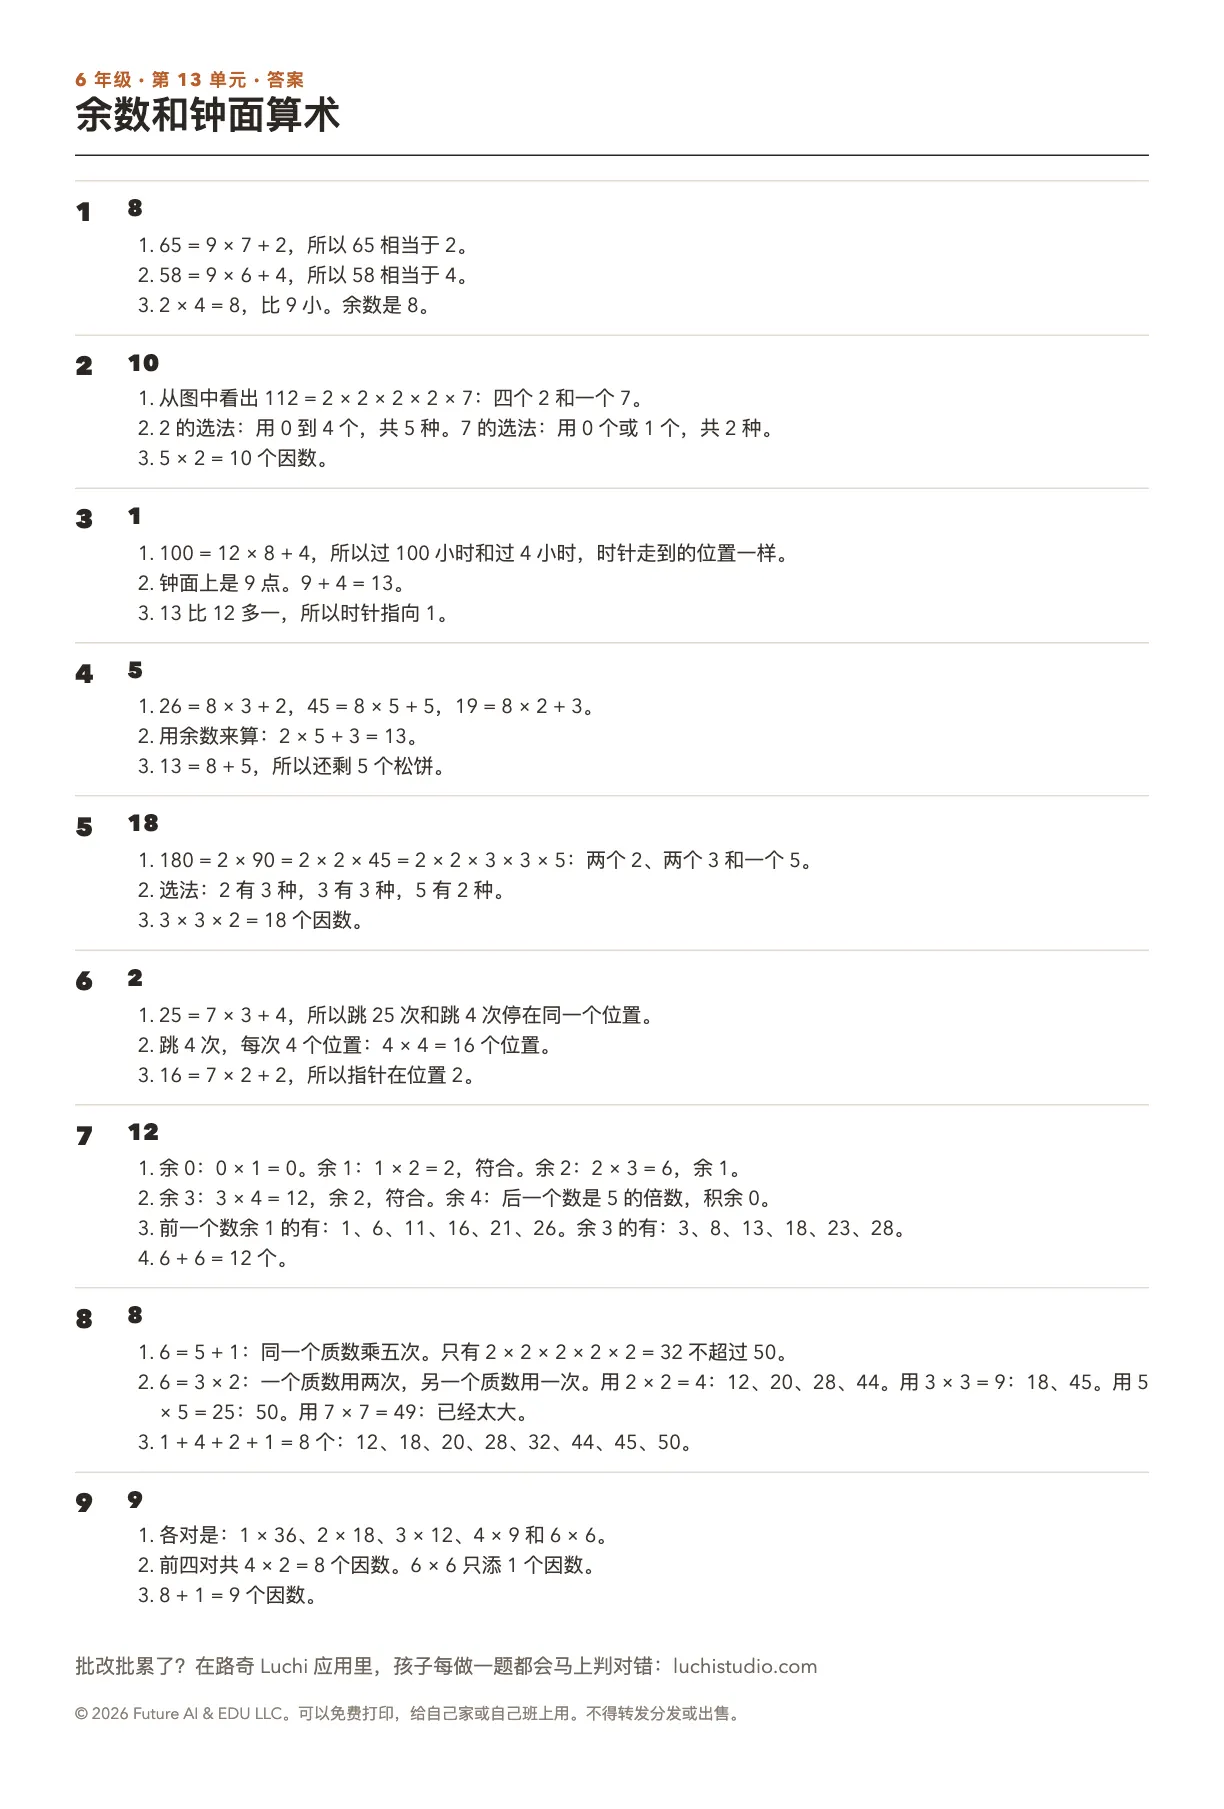 6 年级 · 第 13 单元 · 答案
余数和钟面算术
1 8
1. 65 = 9 × 7 + 2，所以 65 相当于 2。
2. 58 = 9 × 6 + 4，所以 58 相当于 4。
3. 2 × 4 = 8，比 9 小。余数是 8。
2 10
1. 从图中看出 112 = 2 × 2 × 2 × 2 × 7：四个 2 和一个 7。
2. 2 的选法：用 0 到 4 个，共 5 种。7 的选法：用 0 个或 1 个，共 2 种。
3. 5 × 2 = 10 个因数。
3 1
1. 100 = 12 × 8 + 4，所以过 100 小时和过 4 小时，时针走到的位置一样。
2. 钟面上是 9 点。9 + 4 = 13。
3. 13 比 12 多一，所以时针指向 1。
4 5
1. 26 = 8 × 3 + 2，45 = 8 × 5 + 5，19 = 8 × 2 + 3。
2. 用余数来算：2 × 5 + 3 = 13。
3. 13 = 8 + 5，所以还剩 5 个松饼。
5 18
1. 180 = 2 × 90 = 2 × 2 × 45 = 2 × 2 × 3 × 3 × 5：两个 2、两个 3 和一个 5。
2. 选法：2 有 3 种，3 有 3 种，5 有 2 种。
3. 3 × 3 × 2 = 18 个因数。
6 2
1. 25 = 7 × 3 + 4，所以跳 25 次和跳 4 次停在同一个位置。
2. 跳 4 次，每次 4 个位置：4 × 4 = 16 个位置。
3. 16 = 7 × 2 + 2，所以指针在位置 2。
7 12
1. 余 0：0 × 1 = 0。余 1：1 × 2 = 2，符合。余 2：2 × 3 = 6，余 1。
2. 余 3：3 × 4 = 12，余 2，符合。余 4：后一个数是 5 的倍数，积余 0。
3. 前一个数余 1 的有：1、6、11、16、21、26。余 3 的有：3、8、13、18、23、28。
4. 6 + 6 = 12 个。
8 8
1. 6 = 5 + 1：同一个质数乘五次。只有 2 × 2 × 2 × 2 × 2 = 32 不超过 50。
2. 6 = 3 × 2：一个质数用两次，另一个质数用一次。用 2 × 2 = 4：12、20、28、44。用 3 × 3 = 9：18、45。用 5
× 5 = 25：50。用 7 × 7 = 49：已经太大。
3. 1 + 4 + 2 + 1 = 8 个：12、18、20、28、32、44、45、50。
9 9
1. 各对是：1 × 36、2 × 18、3 × 12、4 × 9 和 6 × 6。
2. 前四对共 4 × 2 = 8 个因数。6 × 6 只添 1 个因数。
3. 8 + 1 = 9 个因数。
批改批累了？在路奇 Luchi 应用里，孩子每做一题都会马上判对错：luchistudio.com
© 2026 Future AI & EDU LLC。可以免费打印，给自己家或自己班上用。不得转发分发或出售。